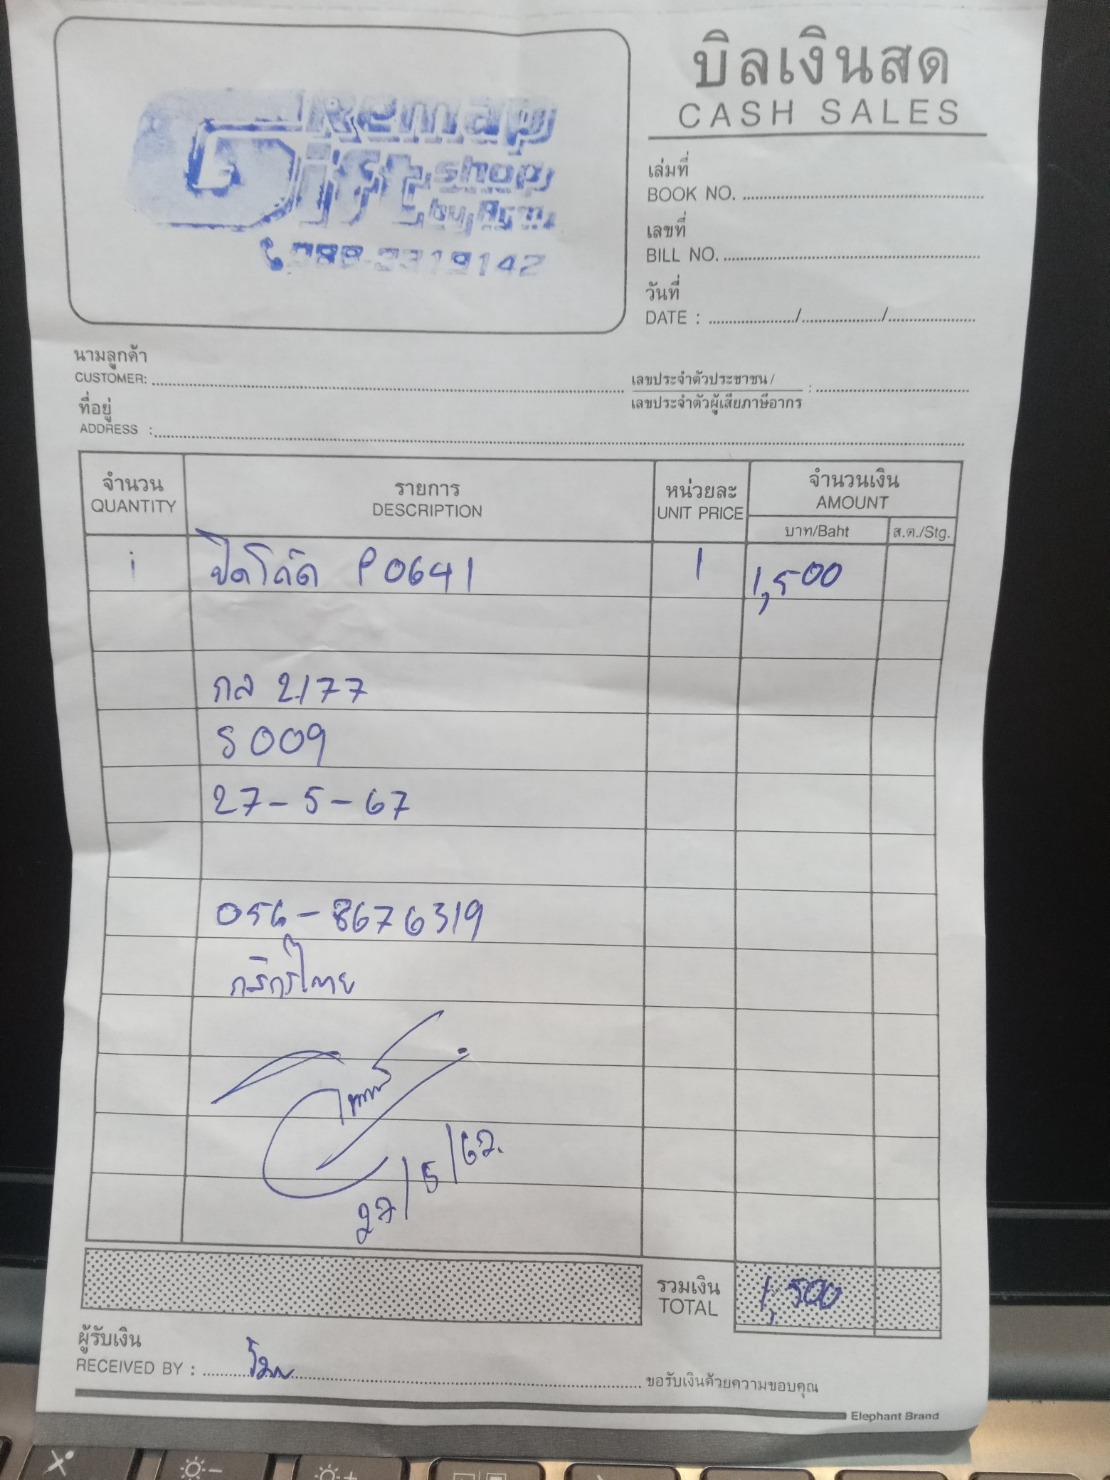 Remap
Gift shop
by Arm
088-3319142
บิลเงินสด
CASH SALES
เล่มที่
BOOK NO.
เลขที่
BILL NO.
วันที่
DATE : / /
นามลูกค้า
CUSTOMER:
เลขประจำตัวประชาชน /
เลขประจำตัวผู้เสียภาษีอากร :
ที่อยู่
ADDRESS :
จำนวน รายการ หน่วยละ จำนวนเงิน
QUANTITY DESCRIPTION UNIT PRICE AMOUNT
บาท/Baht ส.ต./Stg.
1 ปิดโค้ด P0641 1 1,500
กล 2177
S009
27-5-67
056-8676319
กสิกรไทย
27/5/67.
รวมเงิน
TOTAL 1,500
ผู้รับเงิน
RECEIVED BY :
ขอรับเงินด้วยความขอบคุณ
Elephant Brand